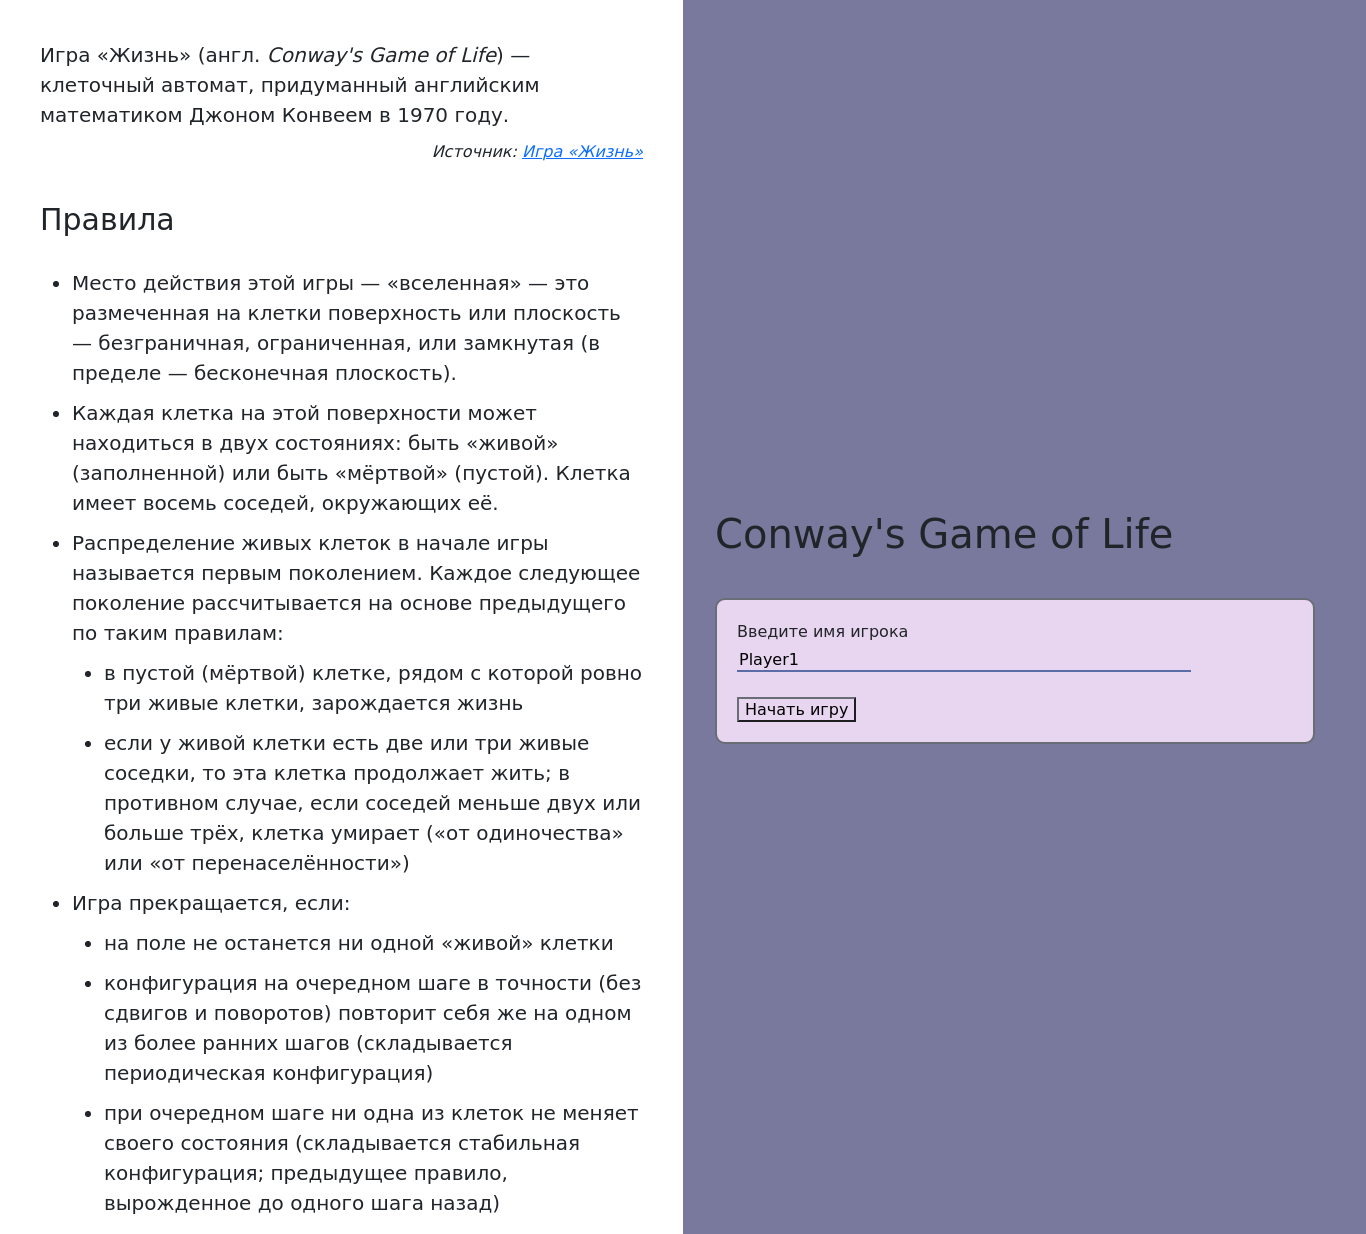 Игра «Жизнь» (англ. Conway's Game of Life) —
клеточный автомат, придуманный английским
математиком Джоном Конвеем в 1970 году.
Источник: Игра «Жизнь»
Правила
• Место действия этой игры — «вселенная» — это
размеченная на клетки поверхность или плоскость
— безграничная, ограниченная, или замкнутая (в
пределе — бесконечная плоскость).
• Каждая клетка на этой поверхности может
находиться в двух состояниях: быть «живой»
(заполненной) или быть «мёртвой» (пустой). Клетка
имеет восемь соседей, окружающих её.
• Распределение живых клеток в начале игры
называется первым поколением. Каждое следующее
поколение рассчитывается на основе предыдущего
по таким правилам:
• в пустой (мёртвой) клетке, рядом с которой ровно
три живые клетки, зарождается жизнь
• если у живой клетки есть две или три живые
соседки, то эта клетка продолжает жить; в
противном случае, если соседей меньше двух или
больше трёх, клетка умирает («от одиночества»
или «от перенаселённости»)
• Игра прекращается, если:
• на поле не останется ни одной «живой» клетки
• конфигурация на очередном шаге в точности (без
сдвигов и поворотов) повторит себя же на одном
из более ранних шагов (складывается
периодическая конфигурация)
• при очередном шаге ни одна из клеток не меняет
своего состояния (складывается стабильная
конфигурация; предыдущее правило,
вырожденное до одного шага назад)
Conway's Game of Life
Введите имя игрока
Player1
Начать игру